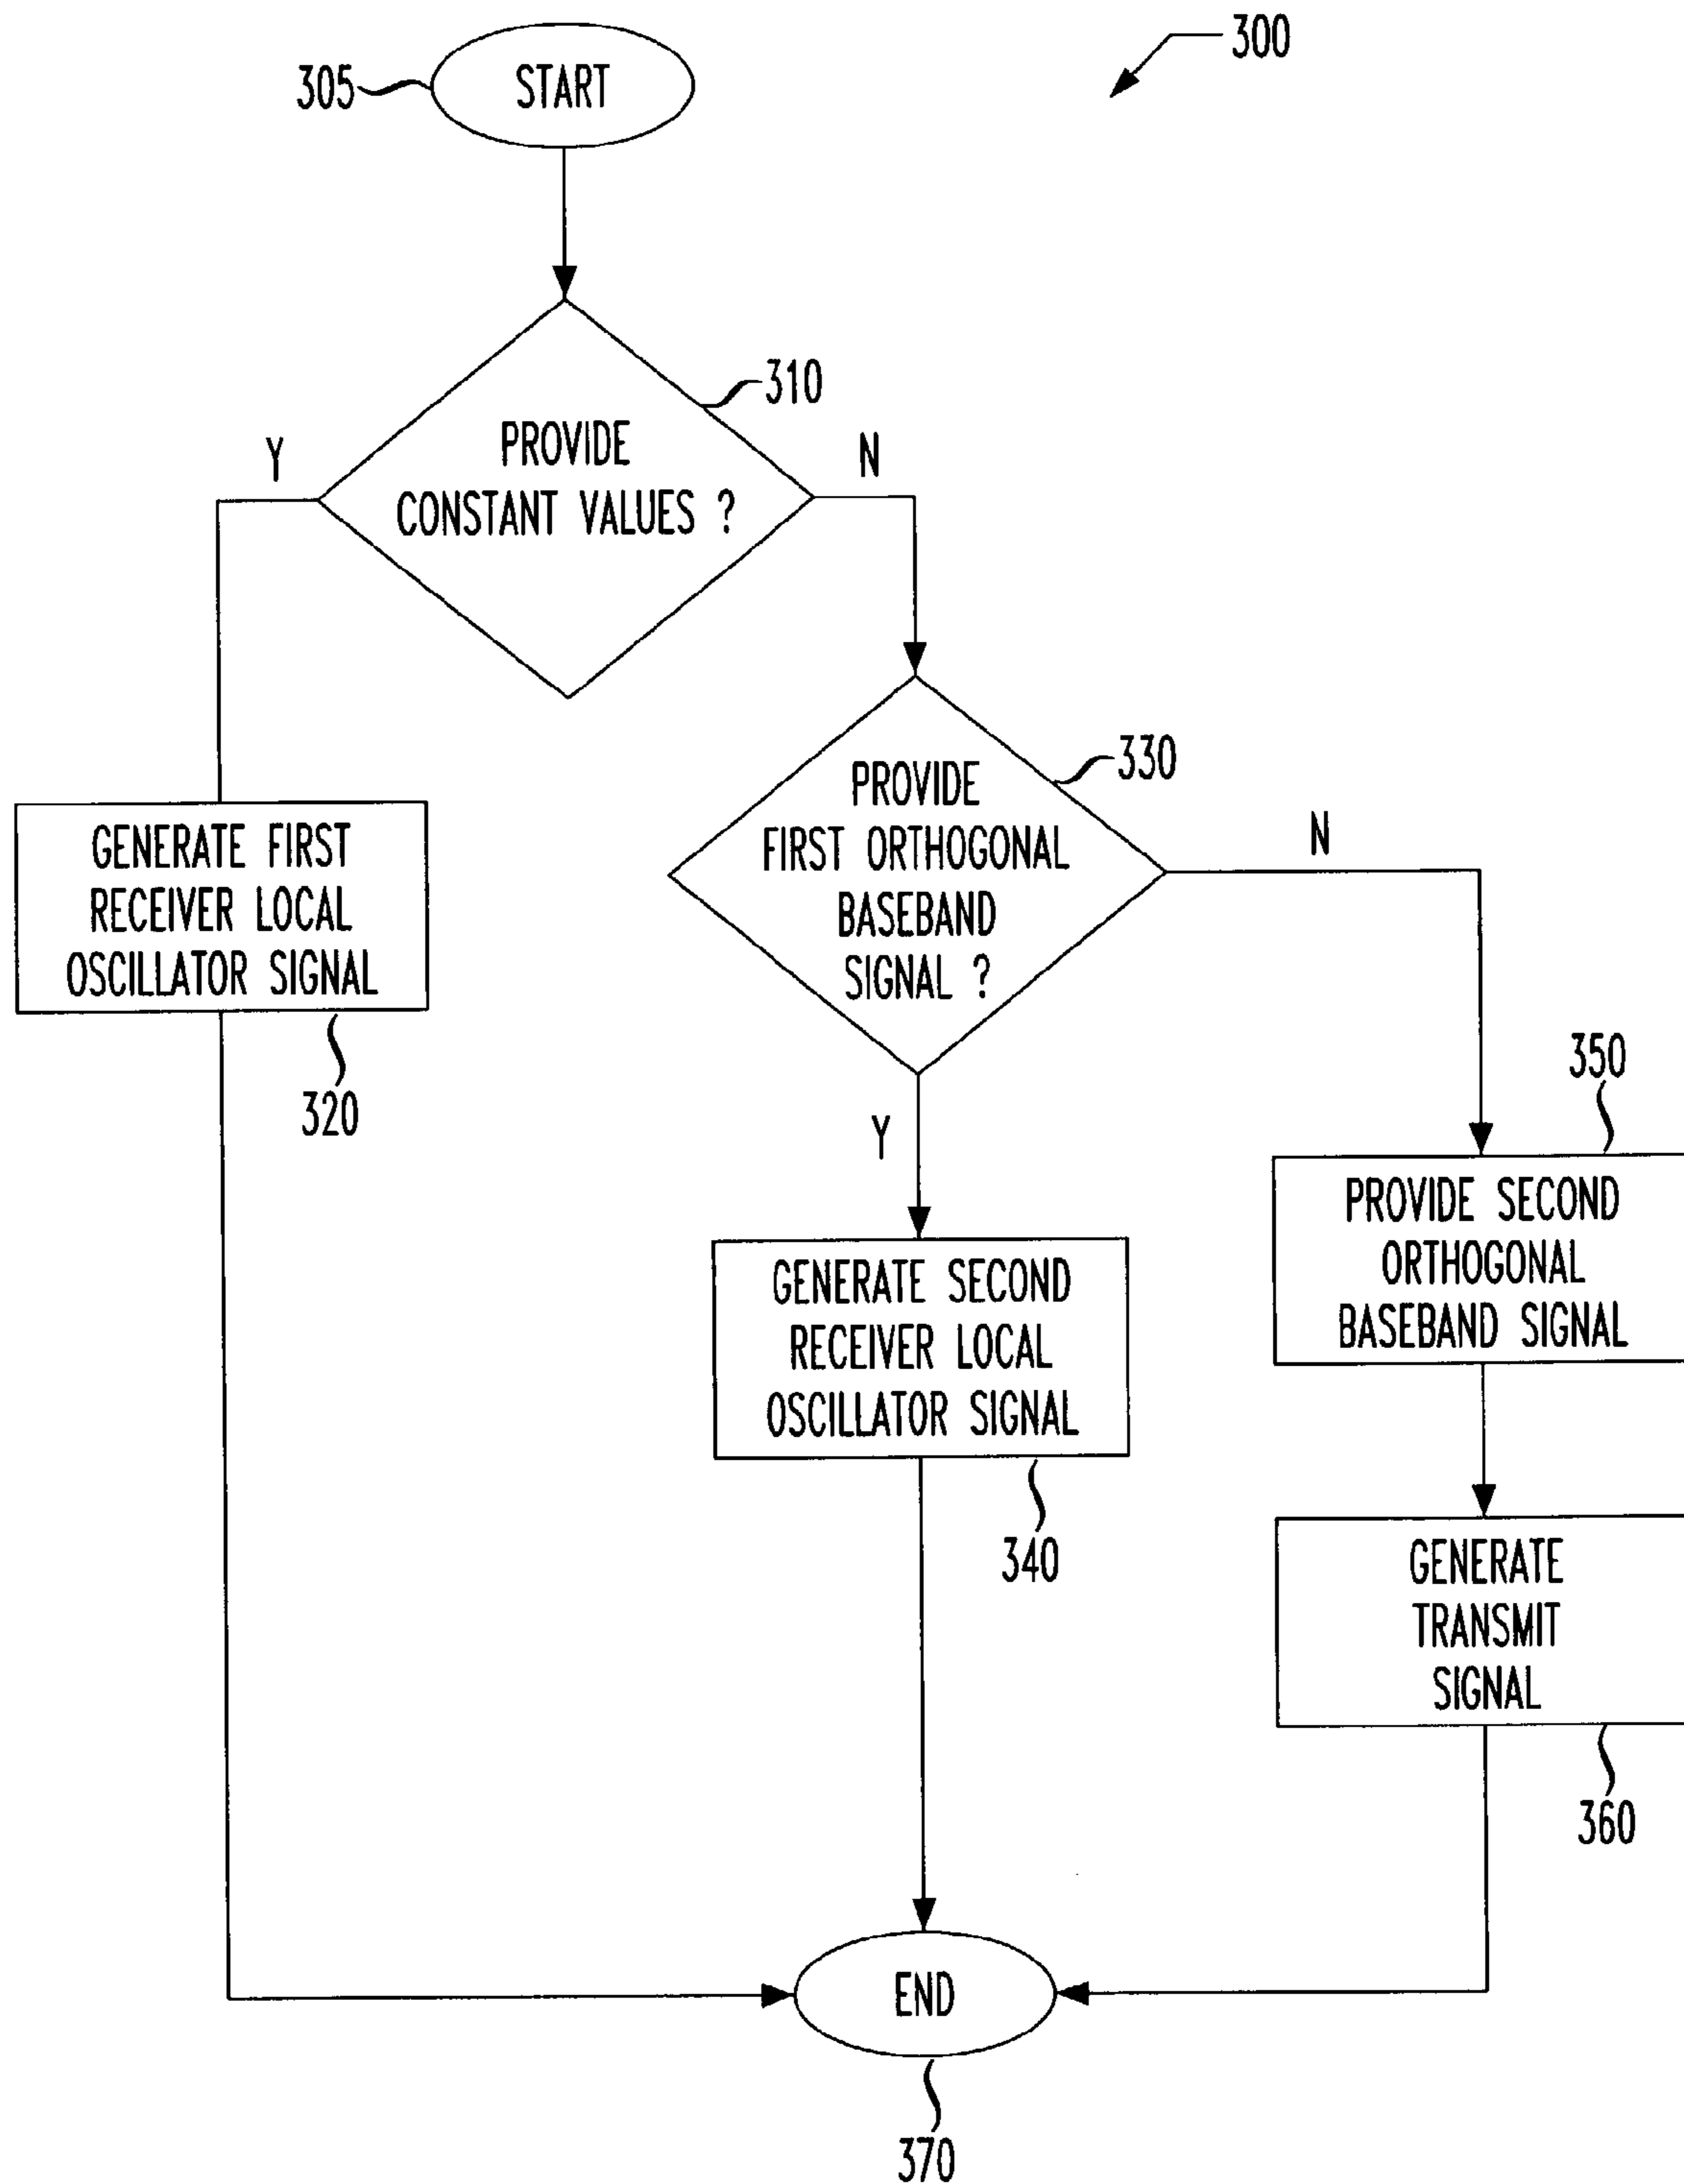 300
305
START
310
PROVIDE
CONSTANT VALUES ?
Y
N
330
PROVIDE
FIRST ORTHOGONAL
BASEBAND
SIGNAL ?
N
Y
GENERATE FIRST
RECEIVER LOCAL
OSCILLATOR SIGNAL
320
350
PROVIDE SECOND
ORTHOGONAL
BASEBAND SIGNAL
GENERATE SECOND
RECEIVER LOCAL
OSCILLATOR SIGNAL
340
GENERATE
TRANSMIT
SIGNAL
360
END
370